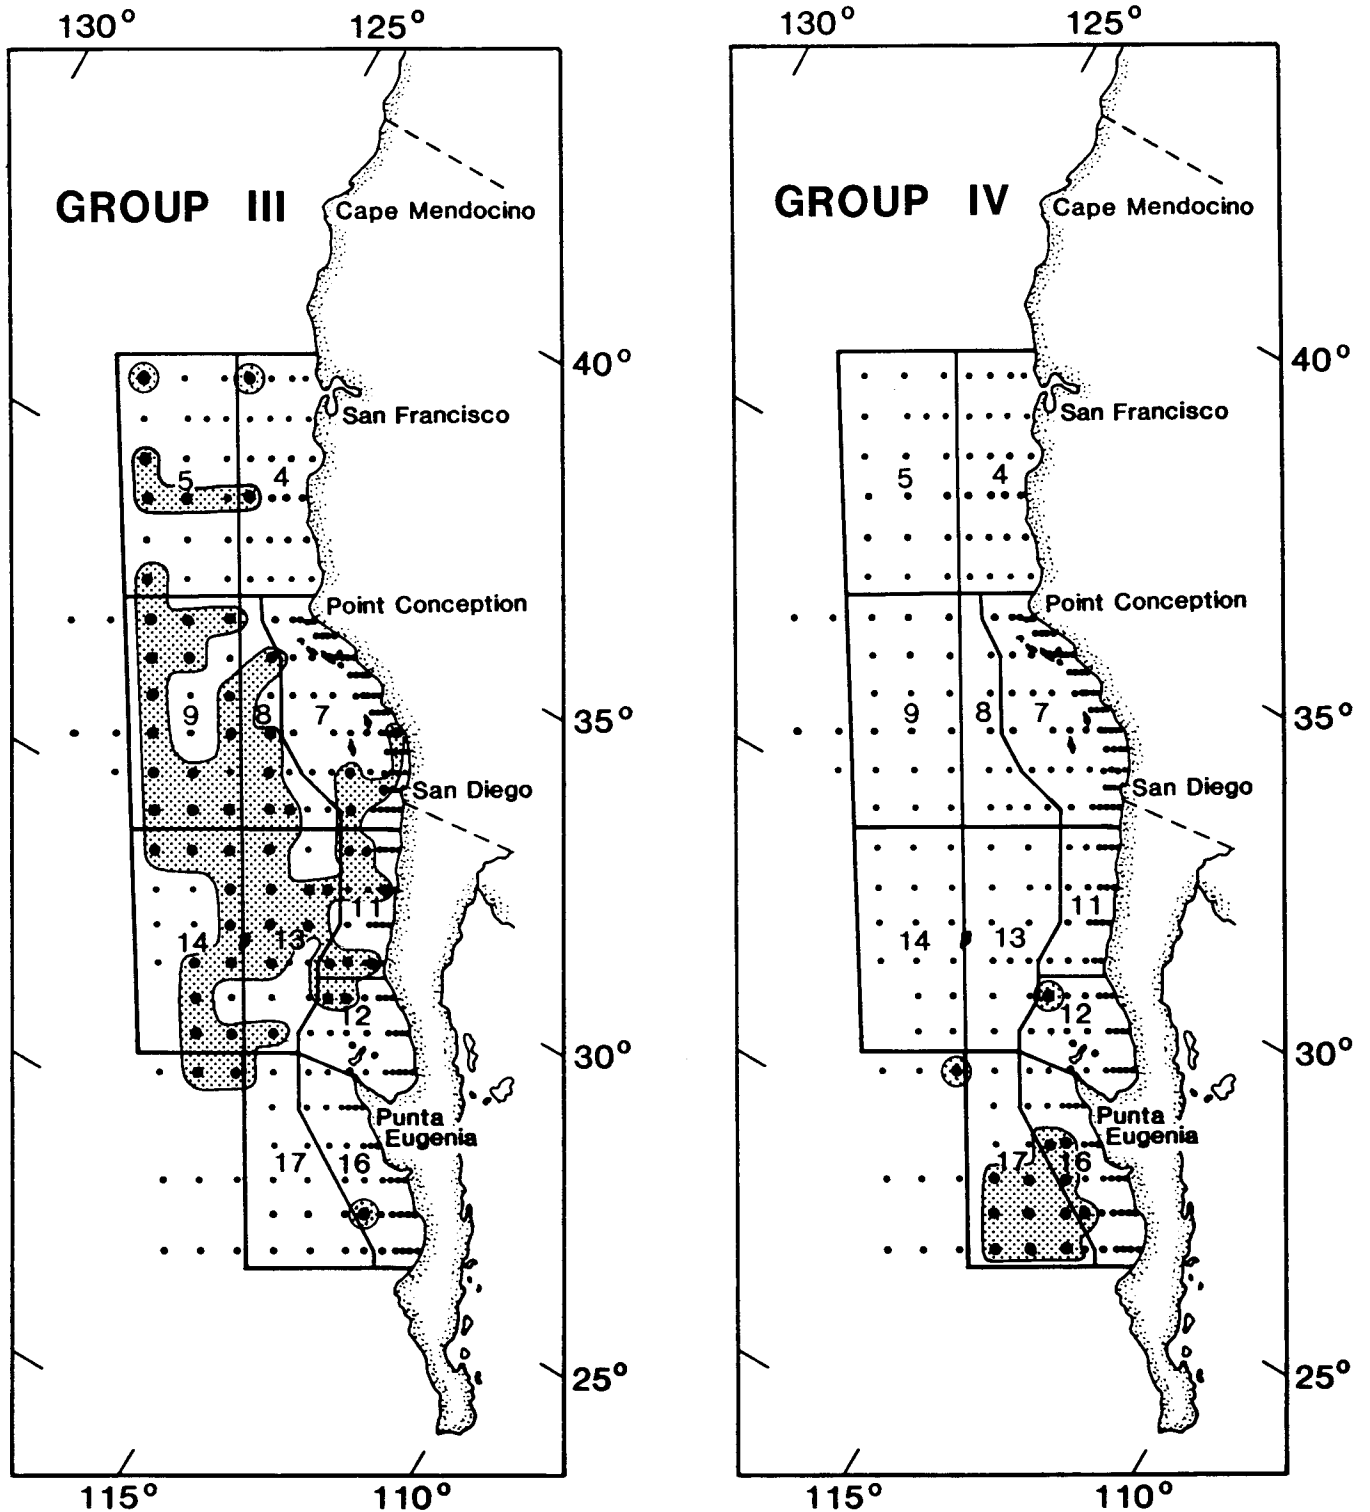 130° 125°
GROUP III
Cape Mendocino
40°
San Francisco
5 4
Point Conception
9 8 7
35°
San Diego
11
14 13
12
30°
Punta
Eugenia
17 16
25°
115° 110°
130° 125°
GROUP IV
Cape Mendocino
40°
San Francisco
5 4
Point Conception
9 8 7
35°
San Diego
11
14 13
12
30°
Punta
Eugenia
17 16
25°
115° 110°